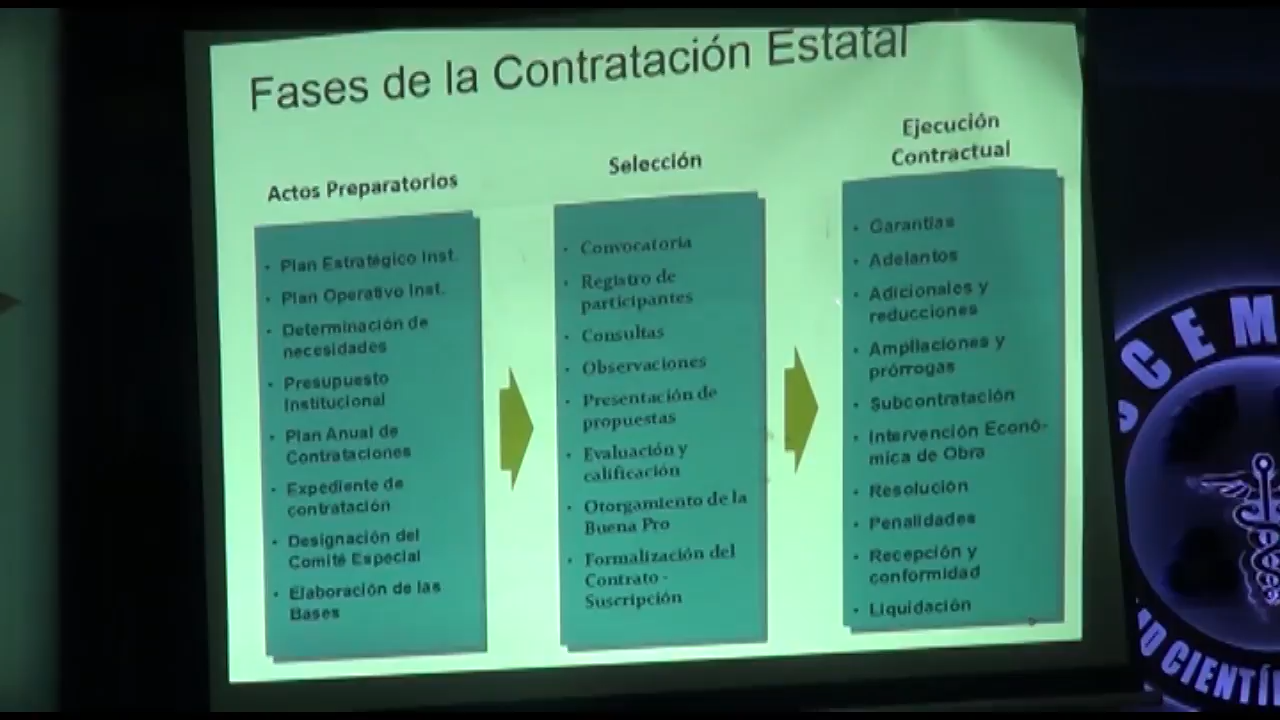 Fases de la Contratación Estatal
Actos Preparatorios
• Plan Estratégico Inst.
• Plan Operativo Inst.
• Determinación de
necesidades
• Presupuesto
Institucional
• Plan Anual de
Contrataciones
• Expediente de
contratación
• Designación del
Comité Especial
• Elaboración de las
Bases
Selección
• Convocatoria
• Registro de
participantes
• Consultas
• Observaciones
• Presentación de
propuestas
• Evaluación y
calificación
• Otorgamiento de la
Buena Pro
• Formalización del
Contrato -
Suscripción
Ejecución
Contractual
• Garantías
• Adelantos
• Adicionales y
reducciones
• Ampliaciones y
prórrogas
• Subcontratación
• Intervención Econó-
mica de Obra
• Resolución
• Penalidades
• Recepción y
conformidad
• Liquidación